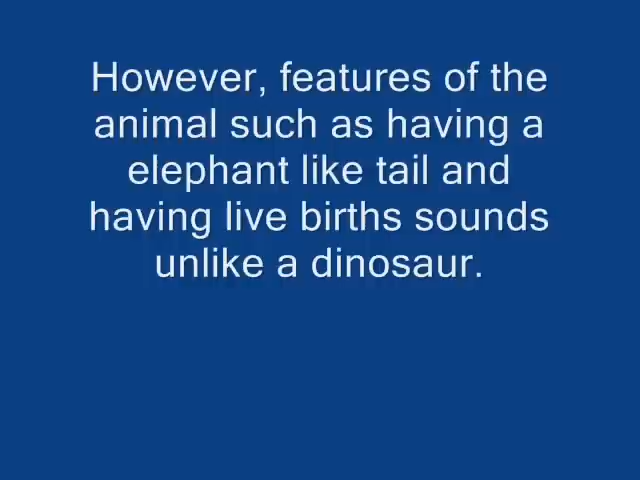 However, features of the
animal such as having a
elephant like tail and
having live births sounds
unlike a dinosaur.